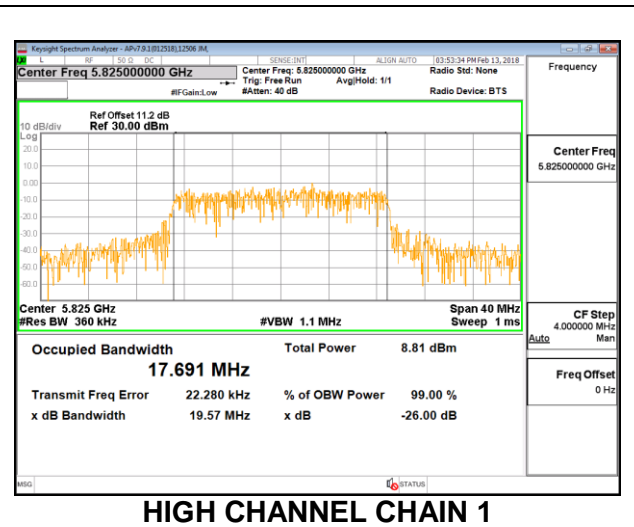 Keysight Spectrum Analyzer - APv7.9.1(012518),12506 JM,
L RF 50 Ω DC SENSE:INT ALIGN AUTO 03:53:34 PM Feb 13, 2018
Center Freq 5.825000000 GHz
Center Freq: 5.825000000 GHz Radio Std: None
Trig: Free Run Avg|Hold: 1/1
#IFGain:Low #Atten: 40 dB Radio Device: BTS
Frequency
Ref Offset 11.2 dB
10 dB/div Ref 30.00 dBm
Log
20.0
10.0
0.00
-10.0
-20.0
-30.0
-40.0
-50.0
-60.0
Center 5.825 GHz Span 40 MHz
#Res BW 360 kHz #VBW 1.1 MHz Sweep 1 ms
Occupied Bandwidth Total Power 8.81 dBm
17.691 MHz
Transmit Freq Error 22.280 kHz % of OBW Power 99.00 %
x dB Bandwidth 19.57 MHz x dB -26.00 dB
Center Freq
5.825000000 GHz
CF Step
4.000000 MHz
Auto Man
Freq Offset
0 Hz
MSG STATUS
HIGH CHANNEL CHAIN 1